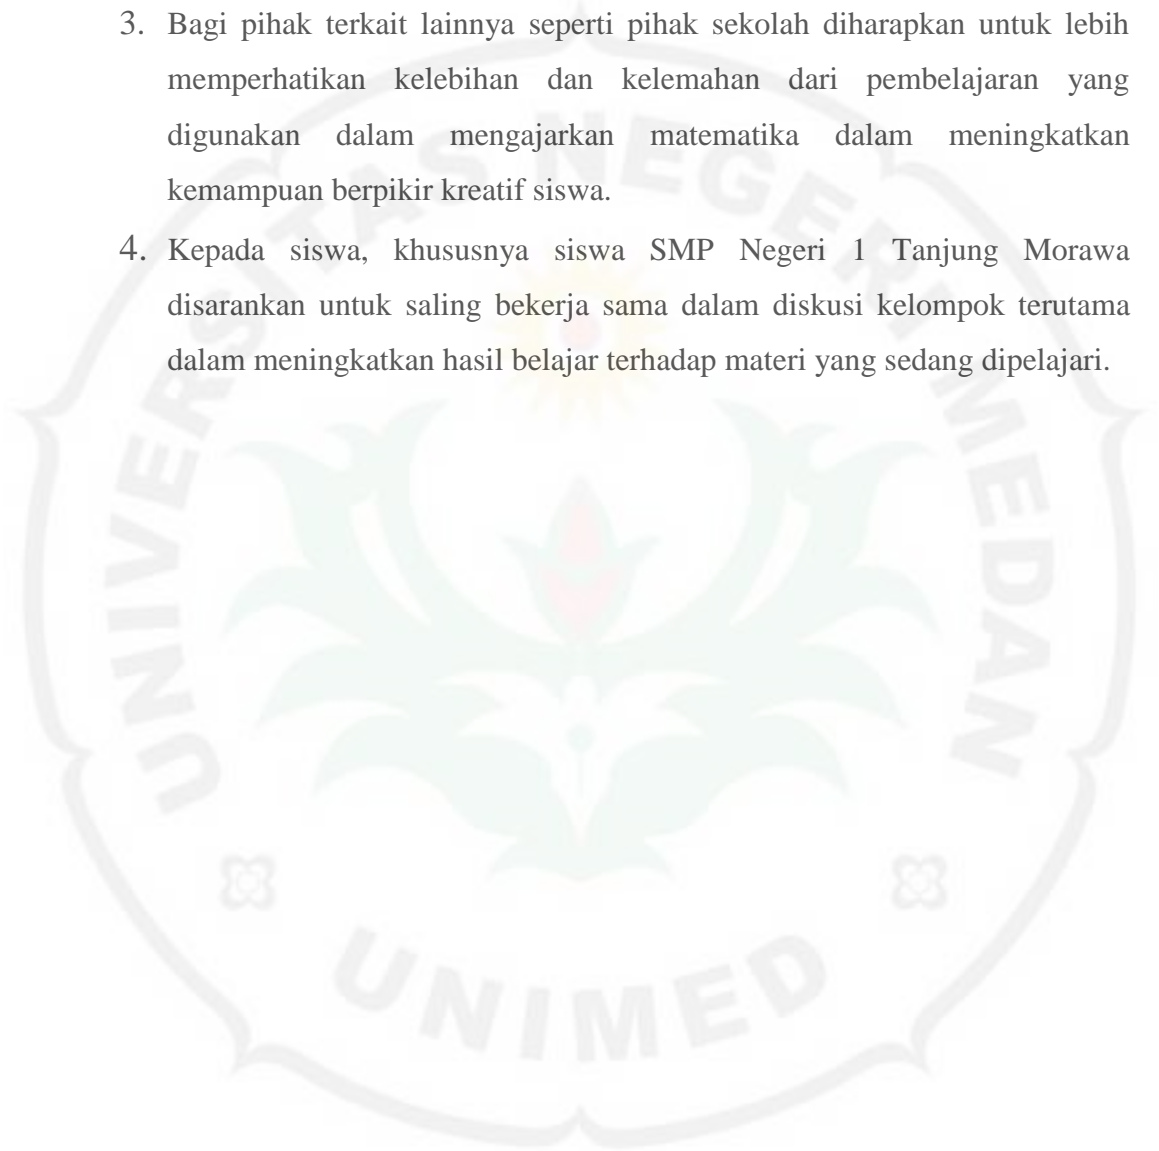 3. Bagi pihak terkait lainnya seperti pihak sekolah diharapkan untuk lebih
memperhatikan kelebihan dan kelemahan dari pembelajaran yang
digunakan dalam mengajarkan matematika dalam meningkatkan
kemampuan berpikir kreatif siswa.
4. Kepada siswa, khususnya siswa SMP Negeri 1 Tanjung Morawa
disarankan untuk saling bekerja sama dalam diskusi kelompok terutama
dalam meningkatkan hasil belajar terhadap materi yang sedang dipelajari.
UNIVERSITAS NEGERI MEDAN
UNIMED